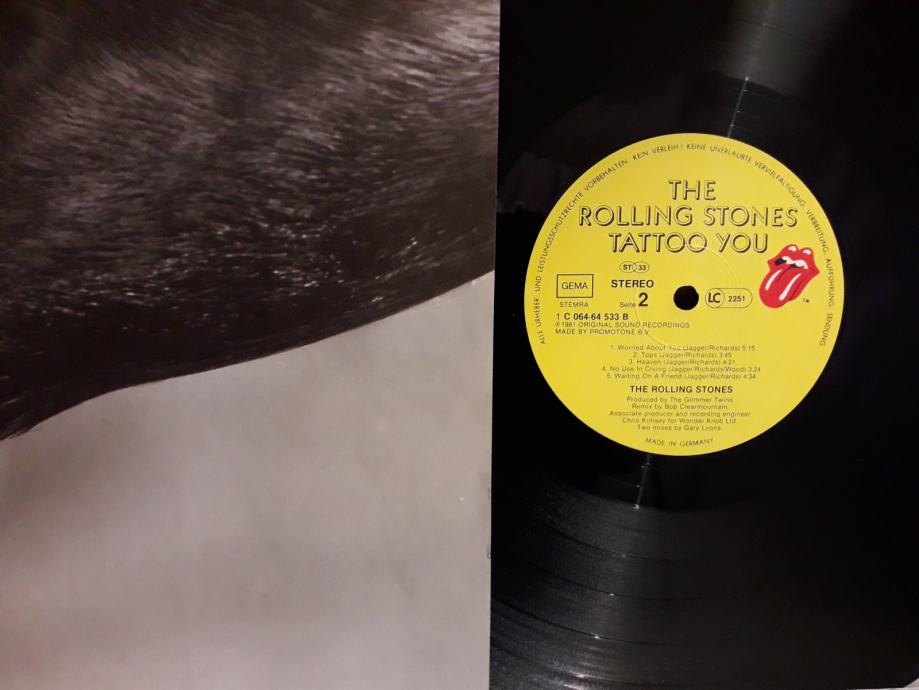 ALLE URHEBER- UND LEISTUNGSSCHUTZRECHTE VORBEHALTEN. KEIN VERLEIH! KEINE UNERLAUBTE VERVIELFÄLTIGUNG, VERBREITUNG, AUFFÜHRUNG, SENDUNG
THE
ROLLING STONES
TATTOO YOU
ST 33
GEMA
STEREO
STEMRA
Seite 2
LC 2251
TM
1 C 064-64 533 B
℗ 1981 ORIGINAL SOUND RECORDINGS
MADE BY PROMOTONE B.V.
1. Worried About You (Jagger/Richards) 5:15
2. Tops (Jagger/Richards) 3:45
3. Heaven (Jagger/Richards) 4:21
4. No Use In Crying (Jagger/Richards/Wood) 3:24
5. Waiting On A Friend (Jagger/Richards) 4:34
THE ROLLING STONES
Produced by The Glimmer Twins
Remix by Bob Clearmountain.
Associate producer and recording engineer
Chris Kimsey for Wonder Knob Ltd.
Two mixes by Gary Lyons.
MADE IN GERMANY